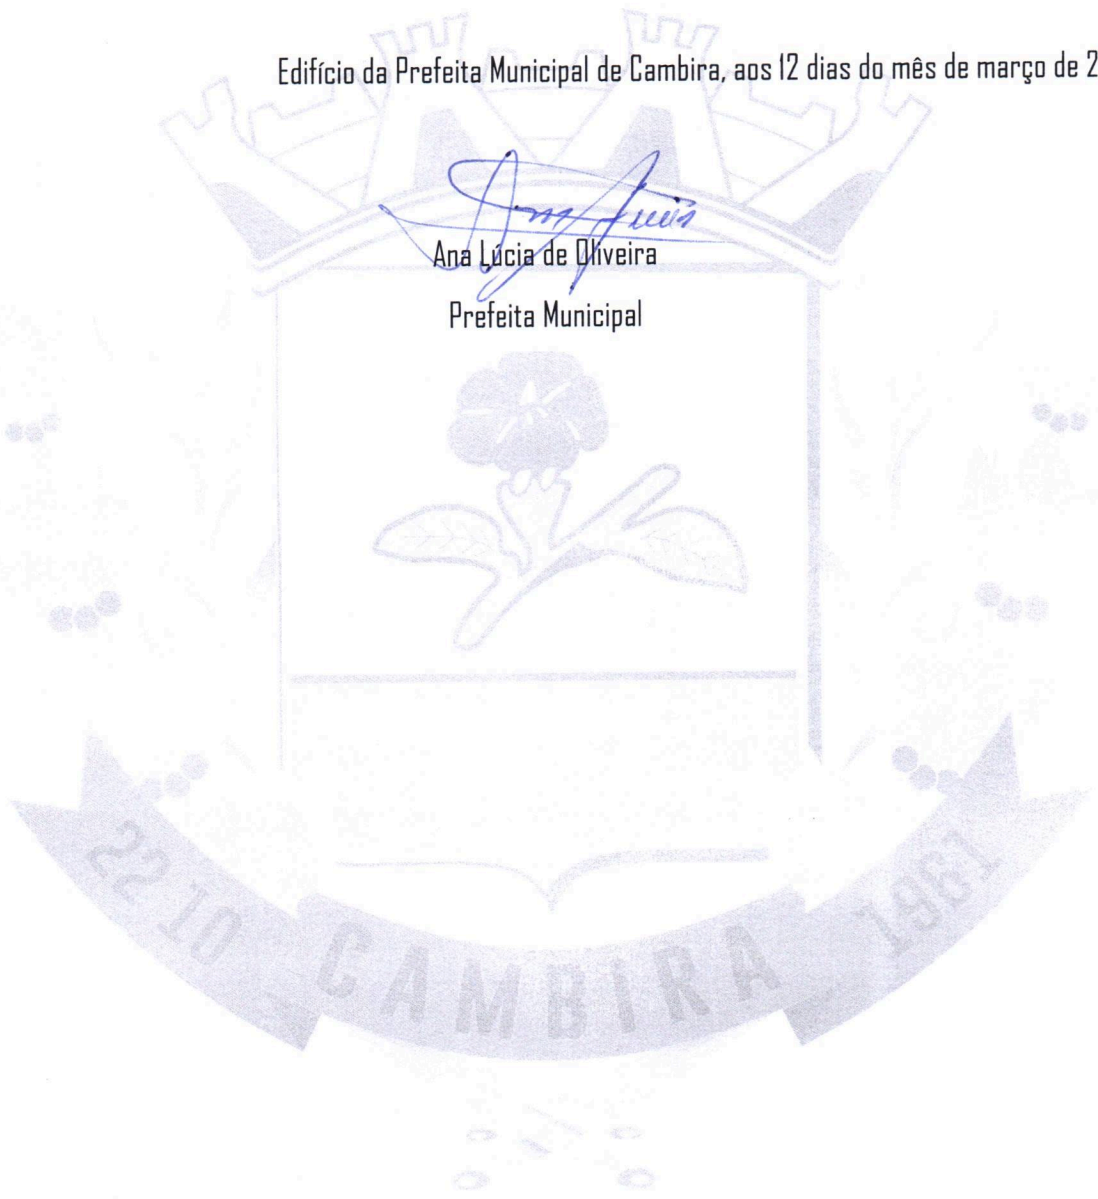 Edifício da Prefeita Municipal de Cambira, aos 12 dias do mês de março de 2
Ana Lúcia de Oliveira
Prefeita Municipal
22 10 CAMBIRA 1961